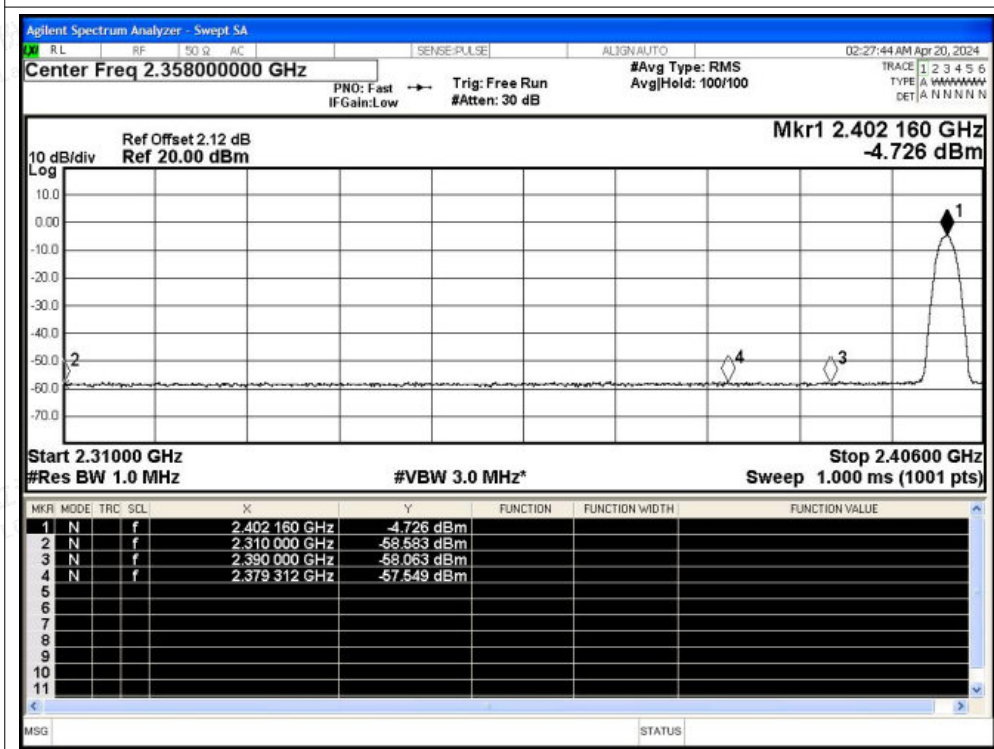 Agilent Spectrum Analyzer - Swept SA
LXI RL RF 50 Ω AC SENSE:PULSE ALIGNAUTO 02:27:44 AM Apr 20, 2024
Center Freq 2.358000000 GHz
PNO: Fast
IFGain:Low
Trig: Free Run
#Atten: 30 dB
#Avg Type: RMS
Avg|Hold: 100/100
TRACE 1 2 3 4 5 6
TYPE A WWWWW
DET A N N N N N
Mkr1 2.402 160 GHz
-4.726 dBm
Ref Offset 2.12 dB
10 dB/div Ref 20.00 dBm
Log
10.0
0.00
-10.0
-20.0
-30.0
-40.0
-50.0
-60.0
-70.0
1
2
4
3
Start 2.31000 GHz Stop 2.40600 GHz
#Res BW 1.0 MHz #VBW 3.0 MHz* Sweep 1.000 ms (1001 pts)
MKR MODE TRC SCL X Y FUNCTION FUNCTION WIDTH FUNCTION VALUE
1 N f 2.402 160 GHz -4.726 dBm
2 N f 2.310 000 GHz -58.583 dBm
3 N f 2.390 000 GHz -58.063 dBm
4 N f 2.379 312 GHz -57.549 dBm
5
6
7
8
9
10
11
MSG STATUS